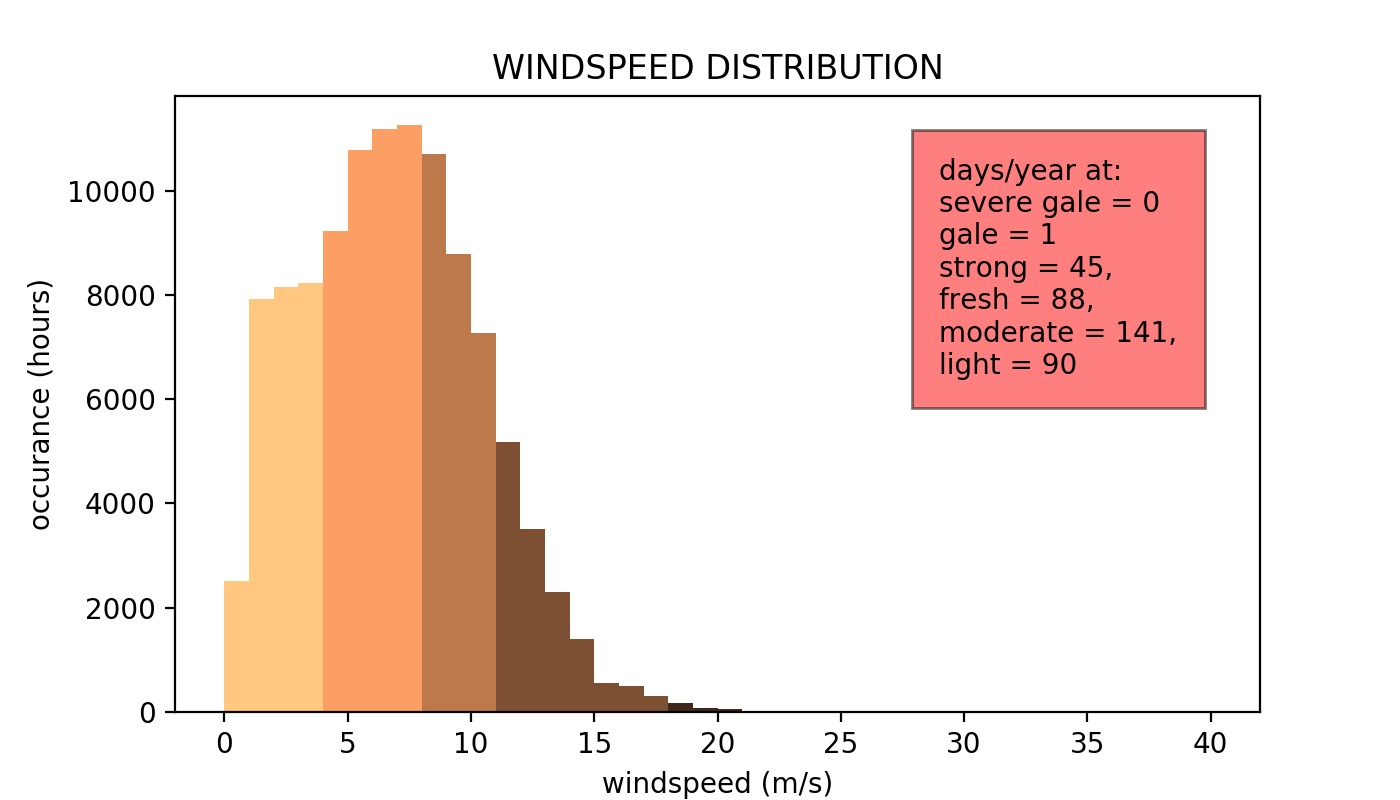 WINDSPEED DISTRIBUTION
days/year at:
severe gale = 0
gale = 1
strong = 45,
fresh = 88,
moderate = 141,
light = 90
occurance (hours)
10000
8000
6000
4000
2000
0
0 5 10 15 20 25 30 35 40
windspeed (m/s)